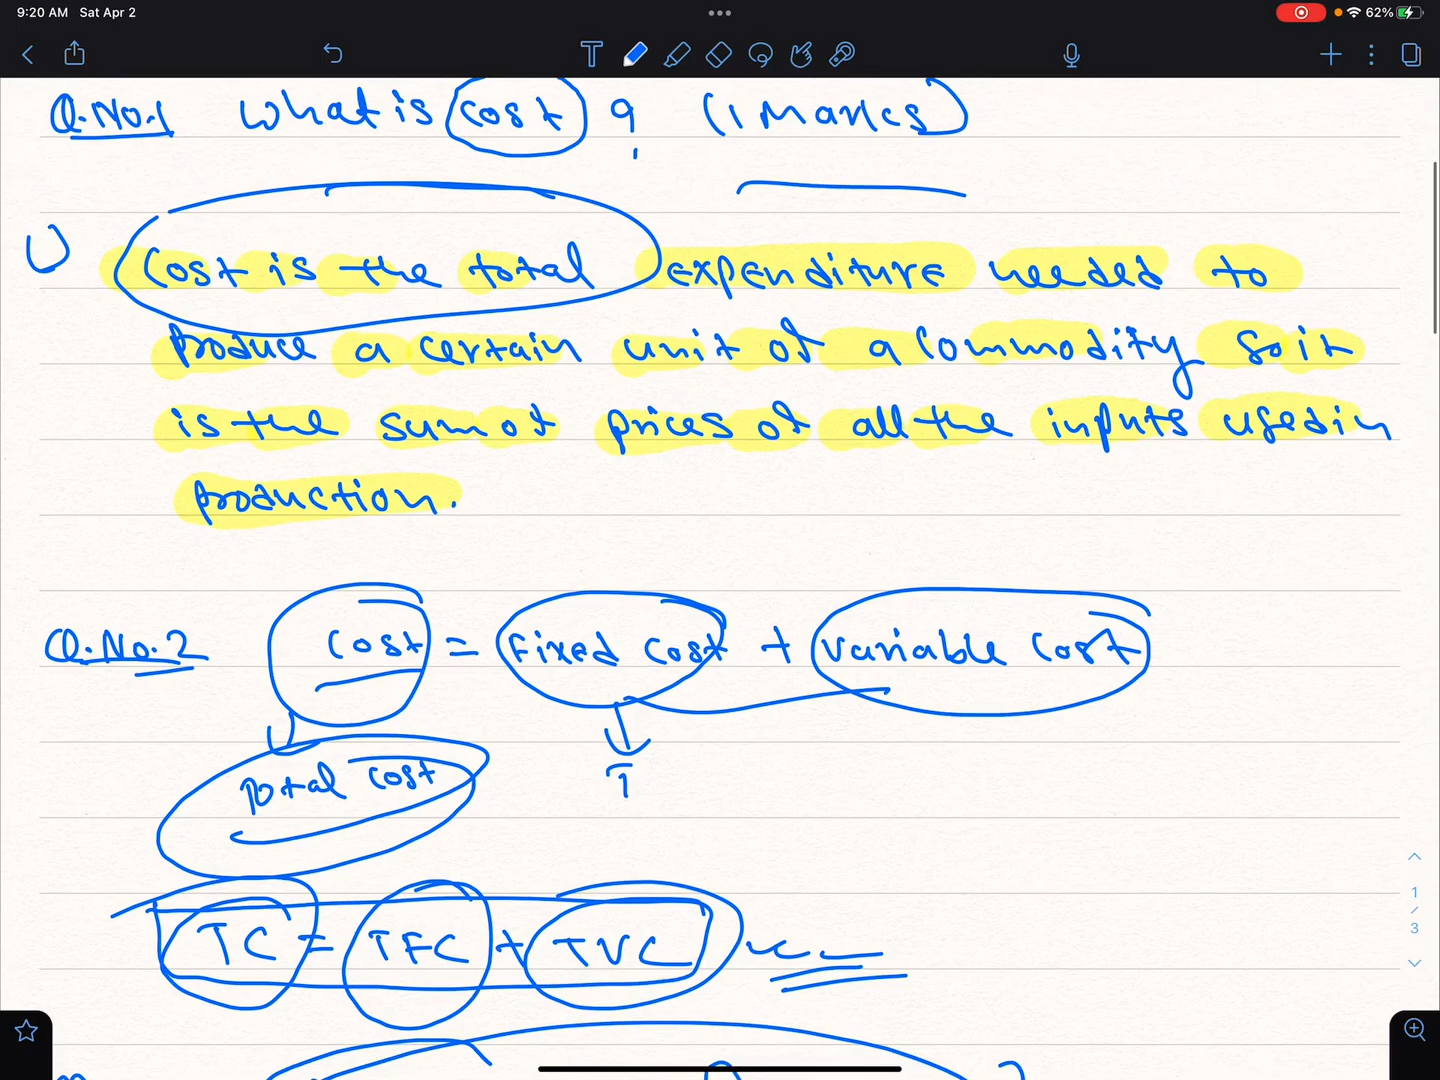 9:20 AM Sat Apr 2
62%
T
Q.No.1 What is cost ? (1 Marks)
Cost is the total expenditure needed to
produce a certain unit of a commodity so it
is the sum of prices of all the inputs used in
production.
Q.No.2 Cost = Fixed Cost + Variable Cost
Total Cost
TC = TFC + TVC
1
/
3